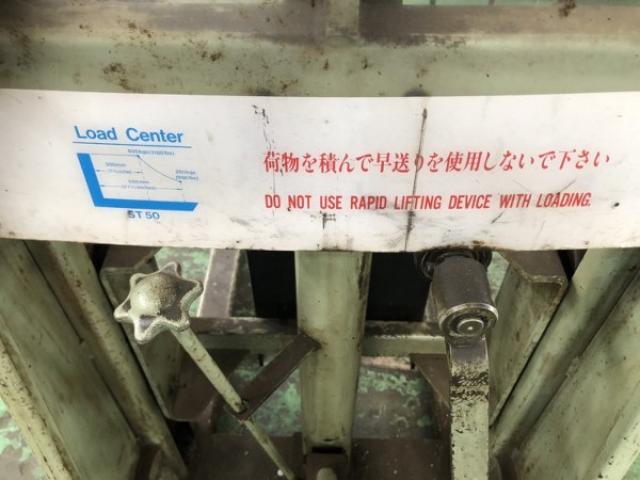 Load Center
ST50
荷物を積んで早送りを使用しないで下さい
DO NOT USE RAPID LIFTING DEVICE WITH LOADING.